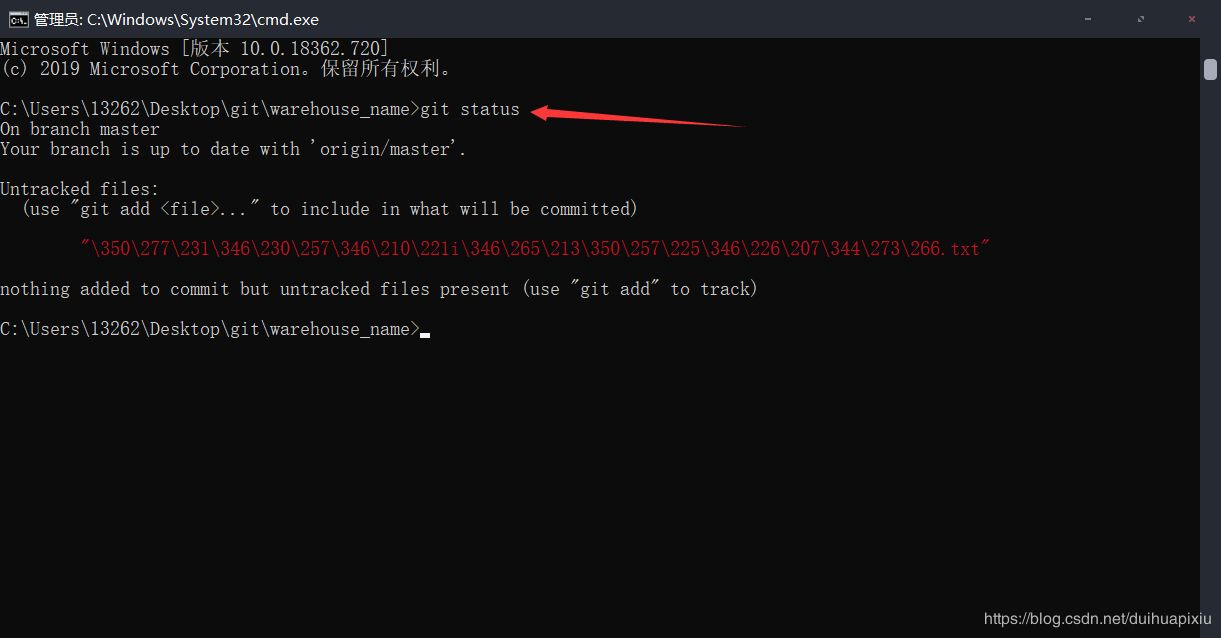 管理员: C:\Windows\System32\cmd.exe
Microsoft Windows [版本 10.0.18362.720]
(c) 2019 Microsoft Corporation。保留所有权利。
C:\Users\13262\Desktop\git\warehouse_name>git status
On branch master
Your branch is up to date with 'origin/master'.
Untracked files:
(use "git add <file>..." to include in what will be committed)
"\350\277\231\346\230\257\346\210\221i\346\265\213\350\257\225\346\226\207\344\273\266.txt"
nothing added to commit but untracked files present (use "git add" to track)
C:\Users\13262\Desktop\git\warehouse_name>
https://blog.csdn.net/duihuapixiu